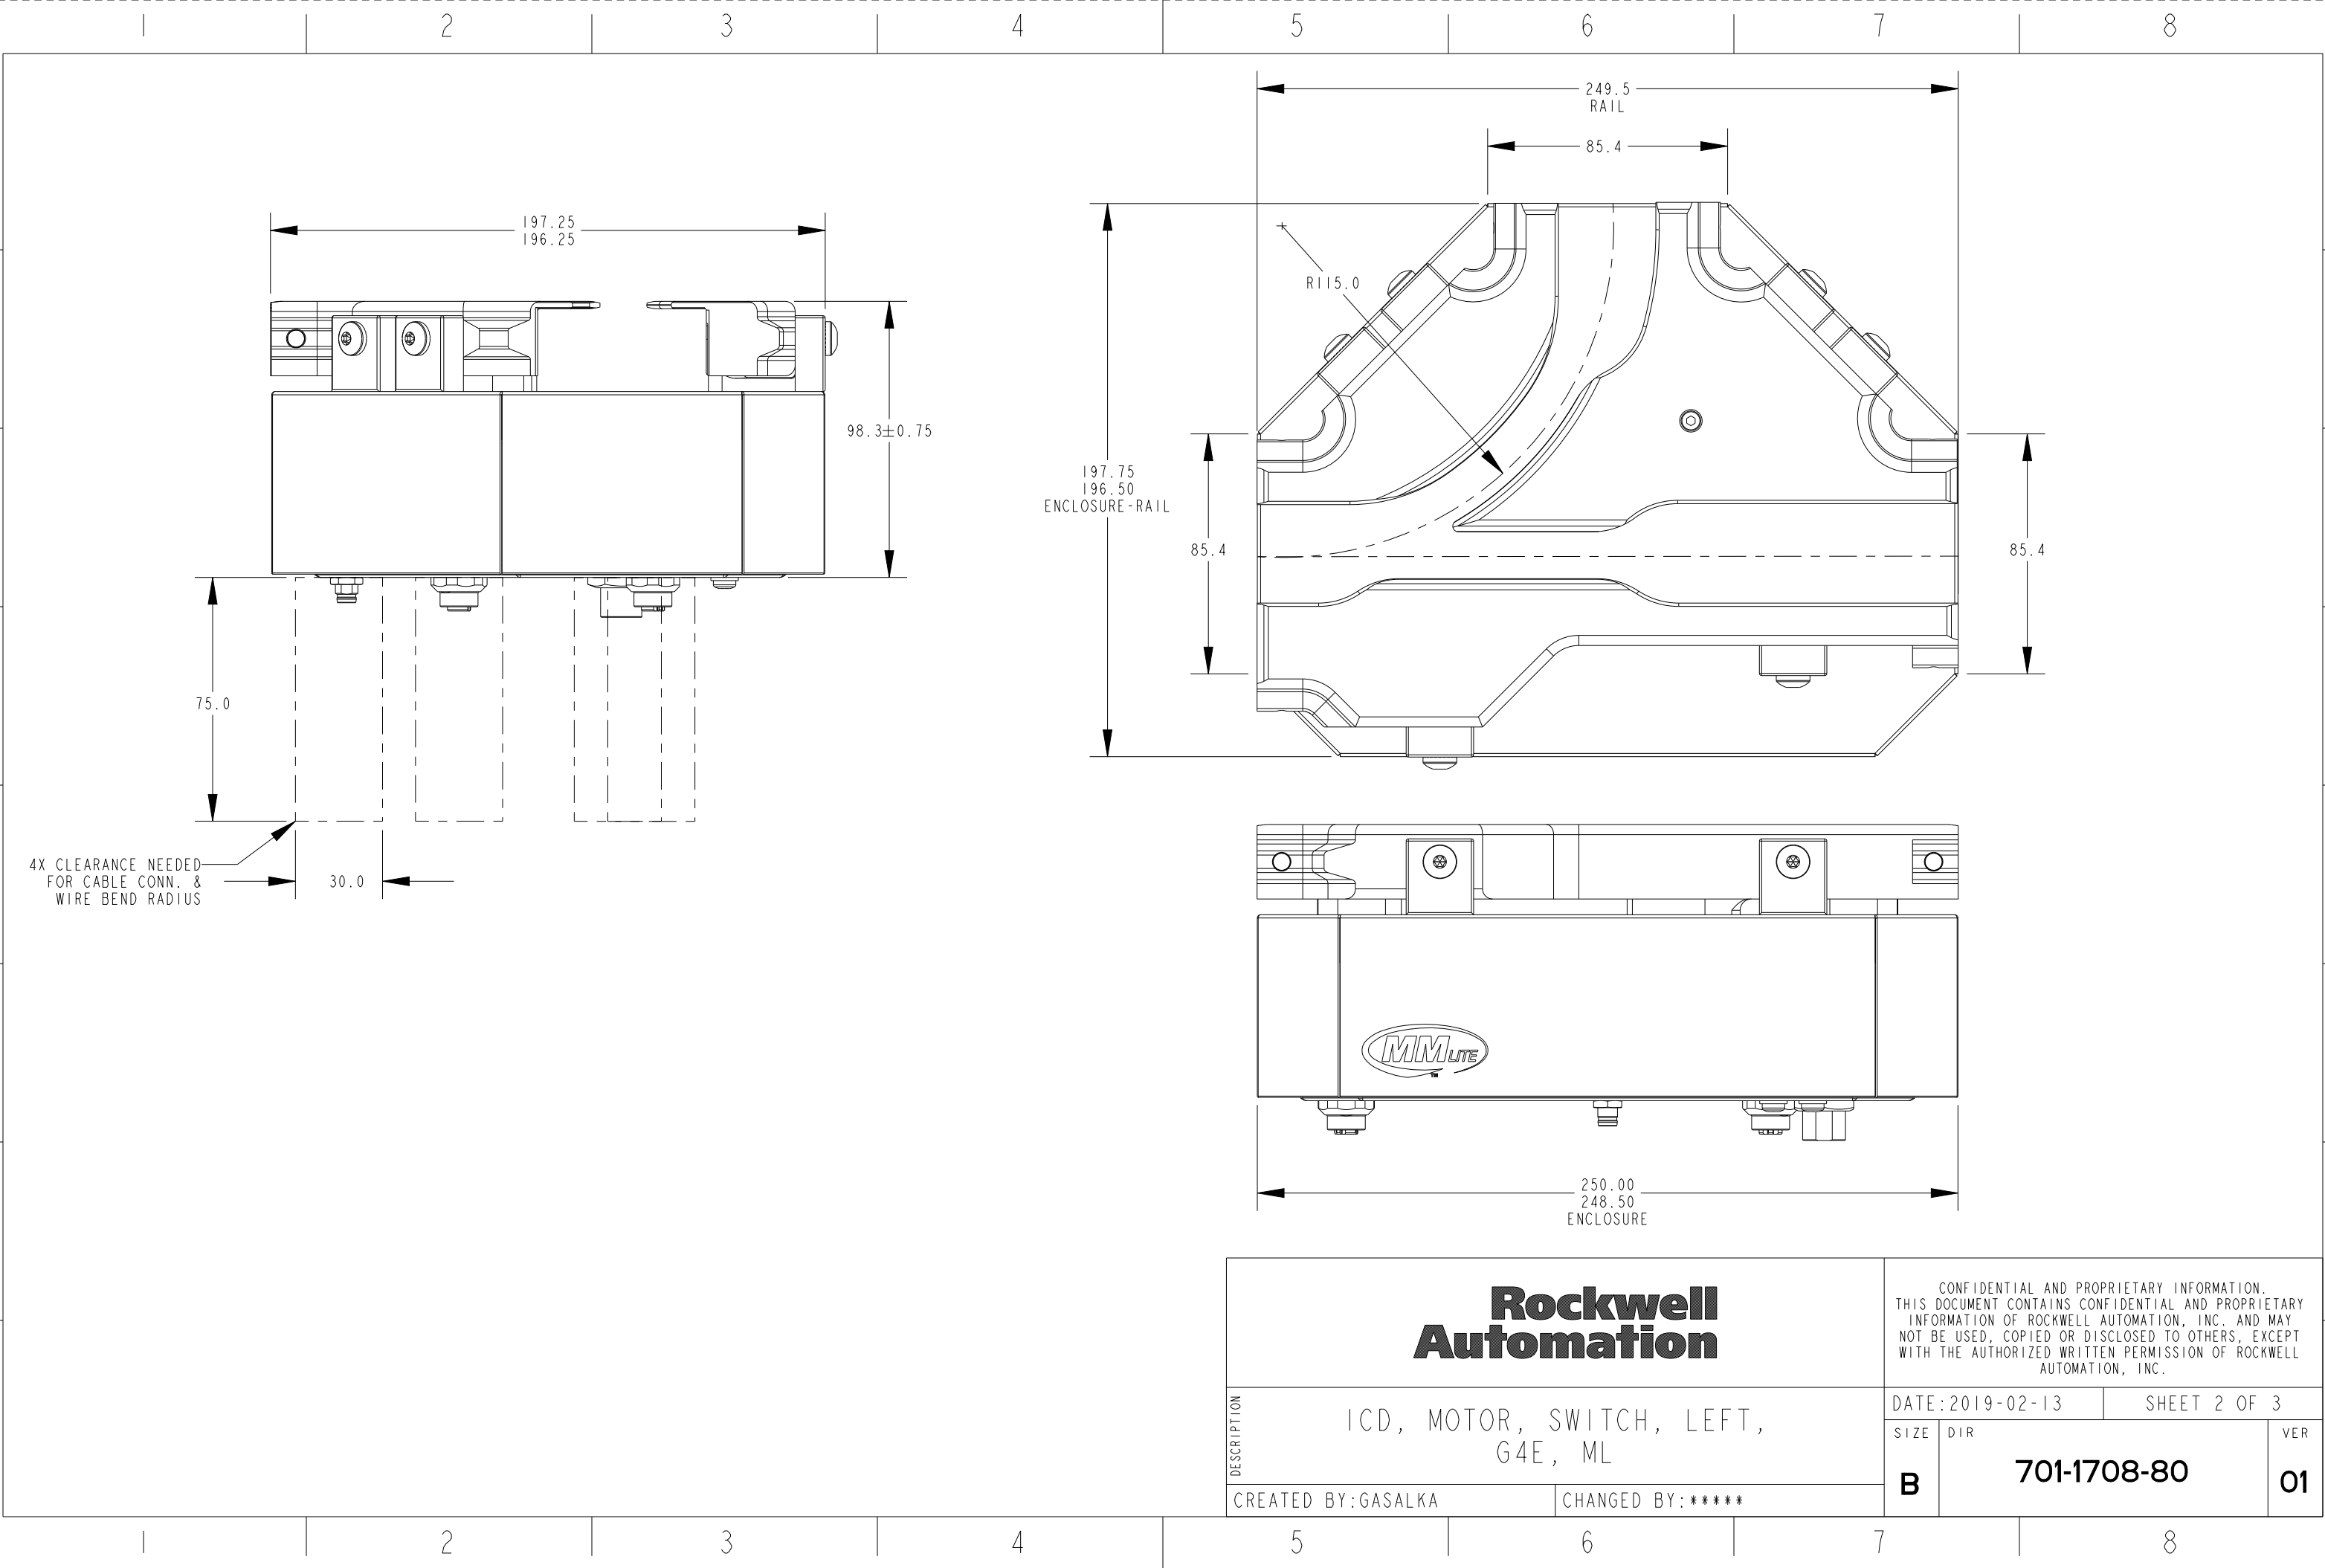 1 2 3 4 5 6 7 8
249.5
RAIL
85.4
197.25
196.25
R115.0
98.3±0.75
197.75
196.50
ENCLOSURE-RAIL
85.4
85.4
75.0
4X CLEARANCE NEEDED
FOR CABLE CONN. &
WIRE BEND RADIUS
30.0
MM LITE
TM
250.00
248.50
ENCLOSURE
Rockwell
Automation
CONFIDENTIAL AND PROPRIETARY INFORMATION.
THIS DOCUMENT CONTAINS CONFIDENTIAL AND PROPRIETARY
INFORMATION OF ROCKWELL AUTOMATION, INC. AND MAY
NOT BE USED, COPIED OR DISCLOSED TO OTHERS, EXCEPT
WITH THE AUTHORIZED WRITTEN PERMISSION OF ROCKWELL
AUTOMATION, INC.
DESCRIPTION
ICD, MOTOR, SWITCH, LEFT,
G4E, ML
DATE:2019-02-13
SHEET 2 OF 3
SIZE
B
DIR
701-1708-80
VER
01
CREATED BY:GASALKA
CHANGED BY:*****
1 2 3 4 5 6 7 8